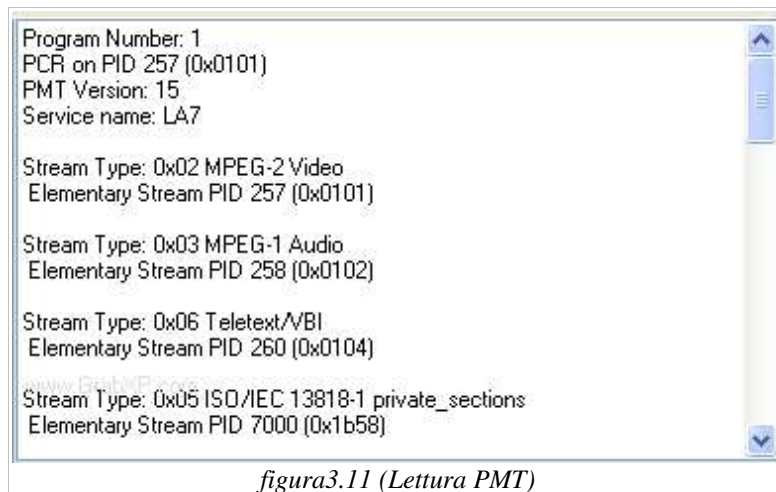 Program Number: 1
PCR on PID 257 (0x0101)
PMT Version: 15
Service name: LA7
Stream Type: 0x02 MPEG-2 Video
Elementary Stream PID 257 (0x0101)
Stream Type: 0x03 MPEG-1 Audio
Elementary Stream PID 258 (0x0102)
Stream Type: 0x06 Teletext/VBI
Elementary Stream PID 260 (0x0104)
www.GrabXP.com
Stream Type: 0x05 ISO/IEC 13818-1 private_sections
Elementary Stream PID 7000 (0x1b58)
figura3.11 (Lettura PMT)